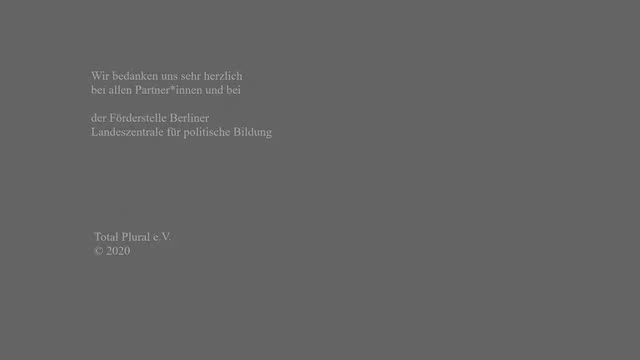 Wir bedanken uns sehr herzlich
bei allen Partner*innen und bei
der Förderstelle Berliner
Landeszentrale für politische Bildung
Total Plural e.V.
© 2020